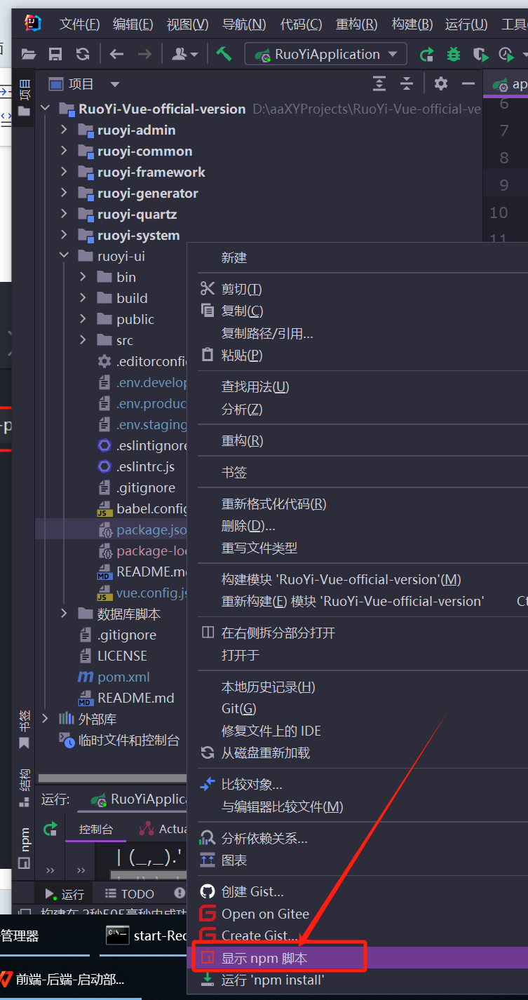 文件(F) 编辑(E) 视图(V) 导航(N) 代码(C) 重构(R) 构建(B) 运行(U) 工具
RuoYiApplication
项目
项目
ap
RuoYi-Vue-official-version D:\aaXYProjects\RuoYi-Vue-official-ve
6
ruoyi-admin
7
ruoyi-common
8
ruoyi-framework
9
ruoyi-generator
10
ruoyi-quartz
11
ruoyi-system
ruoyi-ui
bin
build
public
src
.editorconfi
.env.develop
.env.produc
.env.staging
.eslintignore
.eslintrc.js
.gitignore
babel.config
package.jso
package-loc
README.m
vue.config.js
数据库脚本
.gitignore
LICENSE
pom.xml
README.md
外部库
临时文件和控制台
新建
剪切(T)
复制(C)
复制路径/引用...
粘贴(P)
查找用法(U)
分析(Z)
重构(R)
书签
重新格式化代码(R)
删除(D)...
重写文件类型
构建模块 'RuoYi-Vue-official-version'(M)
重新构建(E) 模块 'RuoYi-Vue-official-version' Ct
在右侧拆分部分打开
打开于
本地历史记录(H)
Git(G)
修复文件上的 IDE
从磁盘重新加载
比较对象...
与编辑器比较文件(M)
分析依赖关系...
图表
创建 Gist...
Open on Gitee
Create Gist...
显示 npm 脚本
运行 'npm install'
书签
结构
npm
运行: RuoYiApplica
控制台 Actua
| (_,_).'
运行 TODO
构建在 2秒505毫秒内成功
管理器
start-Red
前端-后端-启动部...